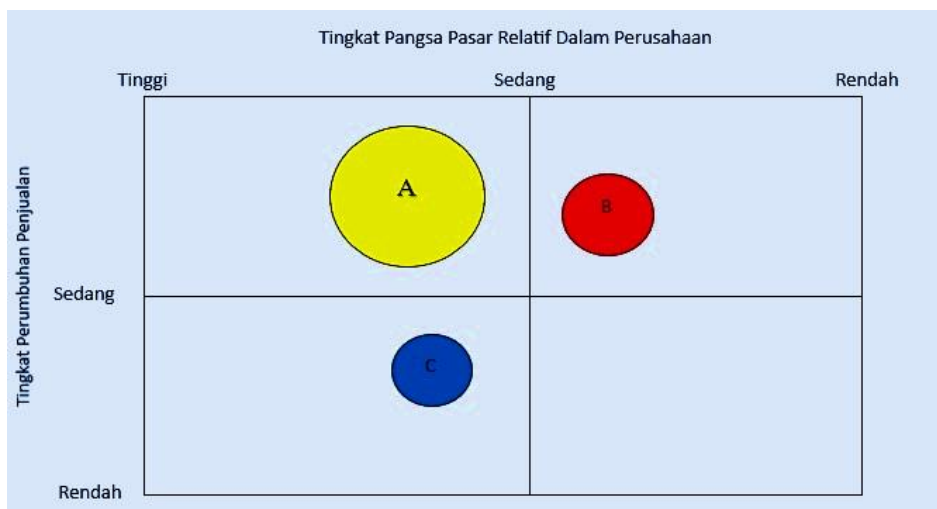 Tingkat Pangsa Pasar Relatif Dalam Perusahaan
Tinggi Sedang Rendah
Tingkat Perumbuhan Penjualan
A
B
Sedang
C
Rendah